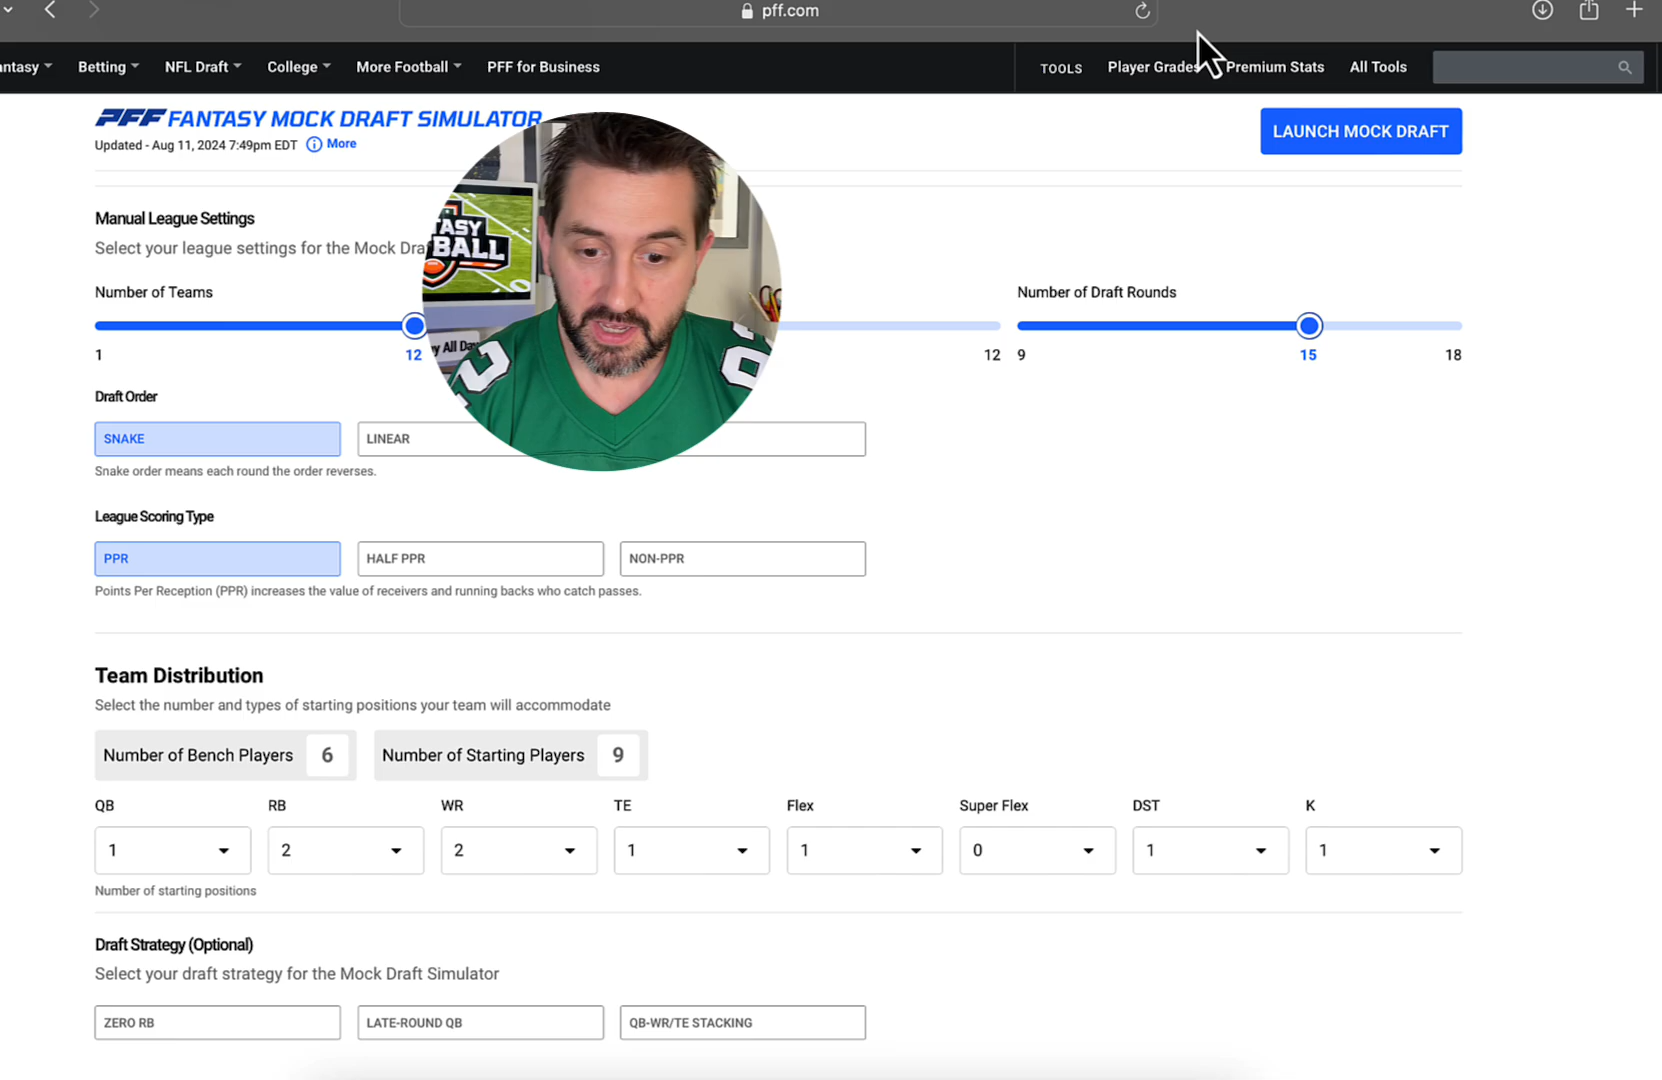 pff.com
antasy
Betting
NFL Draft
College
More Football
PFF for Business
TOOLS
Player Grades
Premium Stats
All Tools
PFF FANTASY MOCK DRAFT SIMULATOR
Updated - Aug 11, 2024 7:49pm EDT
More
LAUNCH MOCK DRAFT
Manual League Settings
Select your league settings for the Mock Dra
Number of Teams
1
12
12
Number of Draft Rounds
9
15
18
ASY
BALL
y All Da
2
Draft Order
SNAKE
LINEAR
Snake order means each round the order reverses.
League Scoring Type
PPR
HALF PPR
NON-PPR
Points Per Reception (PPR) increases the value of receivers and running backs who catch passes.
Team Distribution
Select the number and types of starting positions your team will accommodate
Number of Bench Players 6
Number of Starting Players 9
QB
RB
WR
TE
Flex
Super Flex
DST
K
1
2
2
1
1
0
1
1
Number of starting positions
Draft Strategy (Optional)
Select your draft strategy for the Mock Draft Simulator
ZERO RB
LATE-ROUND QB
QB-WR/TE STACKING